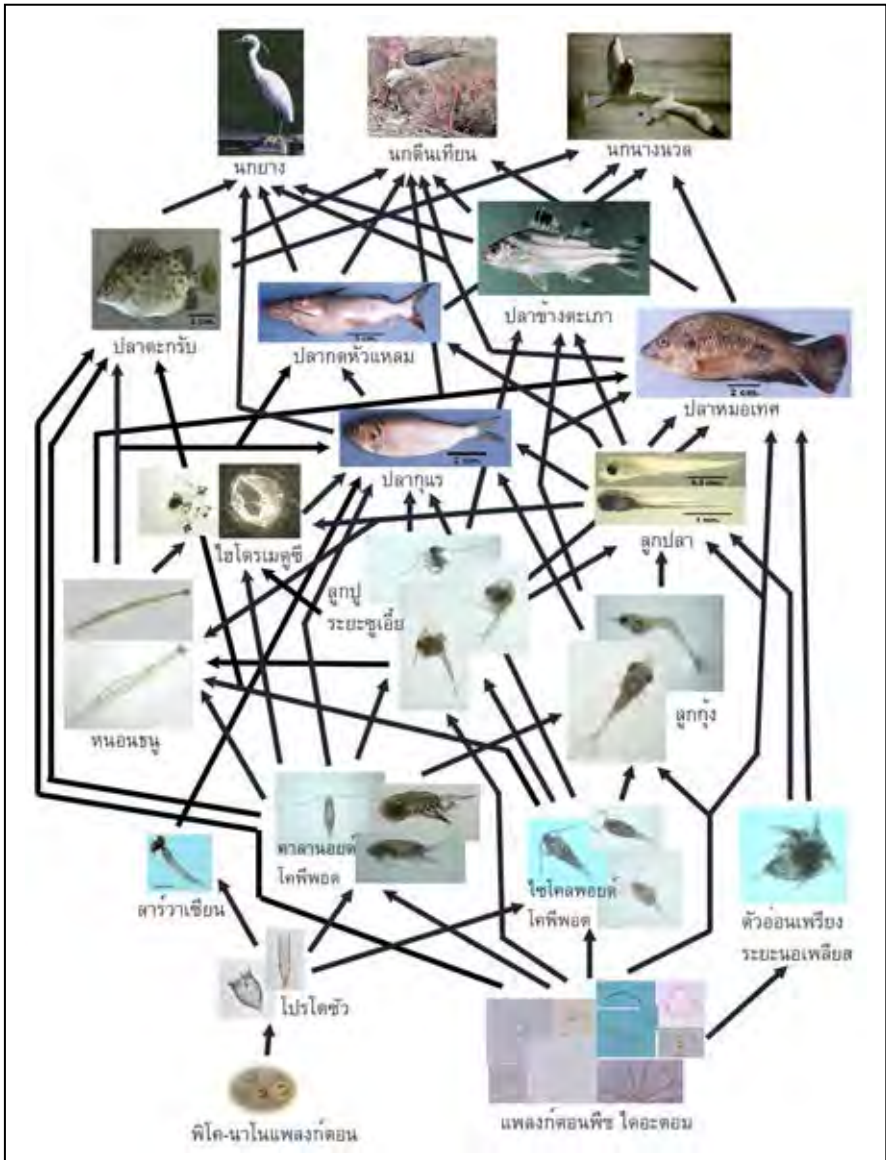 นกยาง
นกตีนเทียน
นกนางนวล
ปลาตะกรับ
ปลากดหัวแหลม
ปลาข้างตะเภา
2 cm.
ปลาหมอเทศ
ปลากุแร
ลูกปลา
ไฮโดรเมดูซี
ลูกปู
ระยะซูเอี้ย
หนอนธนู
ลูกกุ้ง
คาลานอยด์
โคพีพอด
ไซโคลพอยด์
โคพีพอด
ลาร์วาเซียน
ตัวอ่อนเพรียง
ระยะนอเพลียส
โปรโตซัว
พิโค-นาโนแพลงก์ตอน
แพลงก์ตอนพืช ไดอะตอม